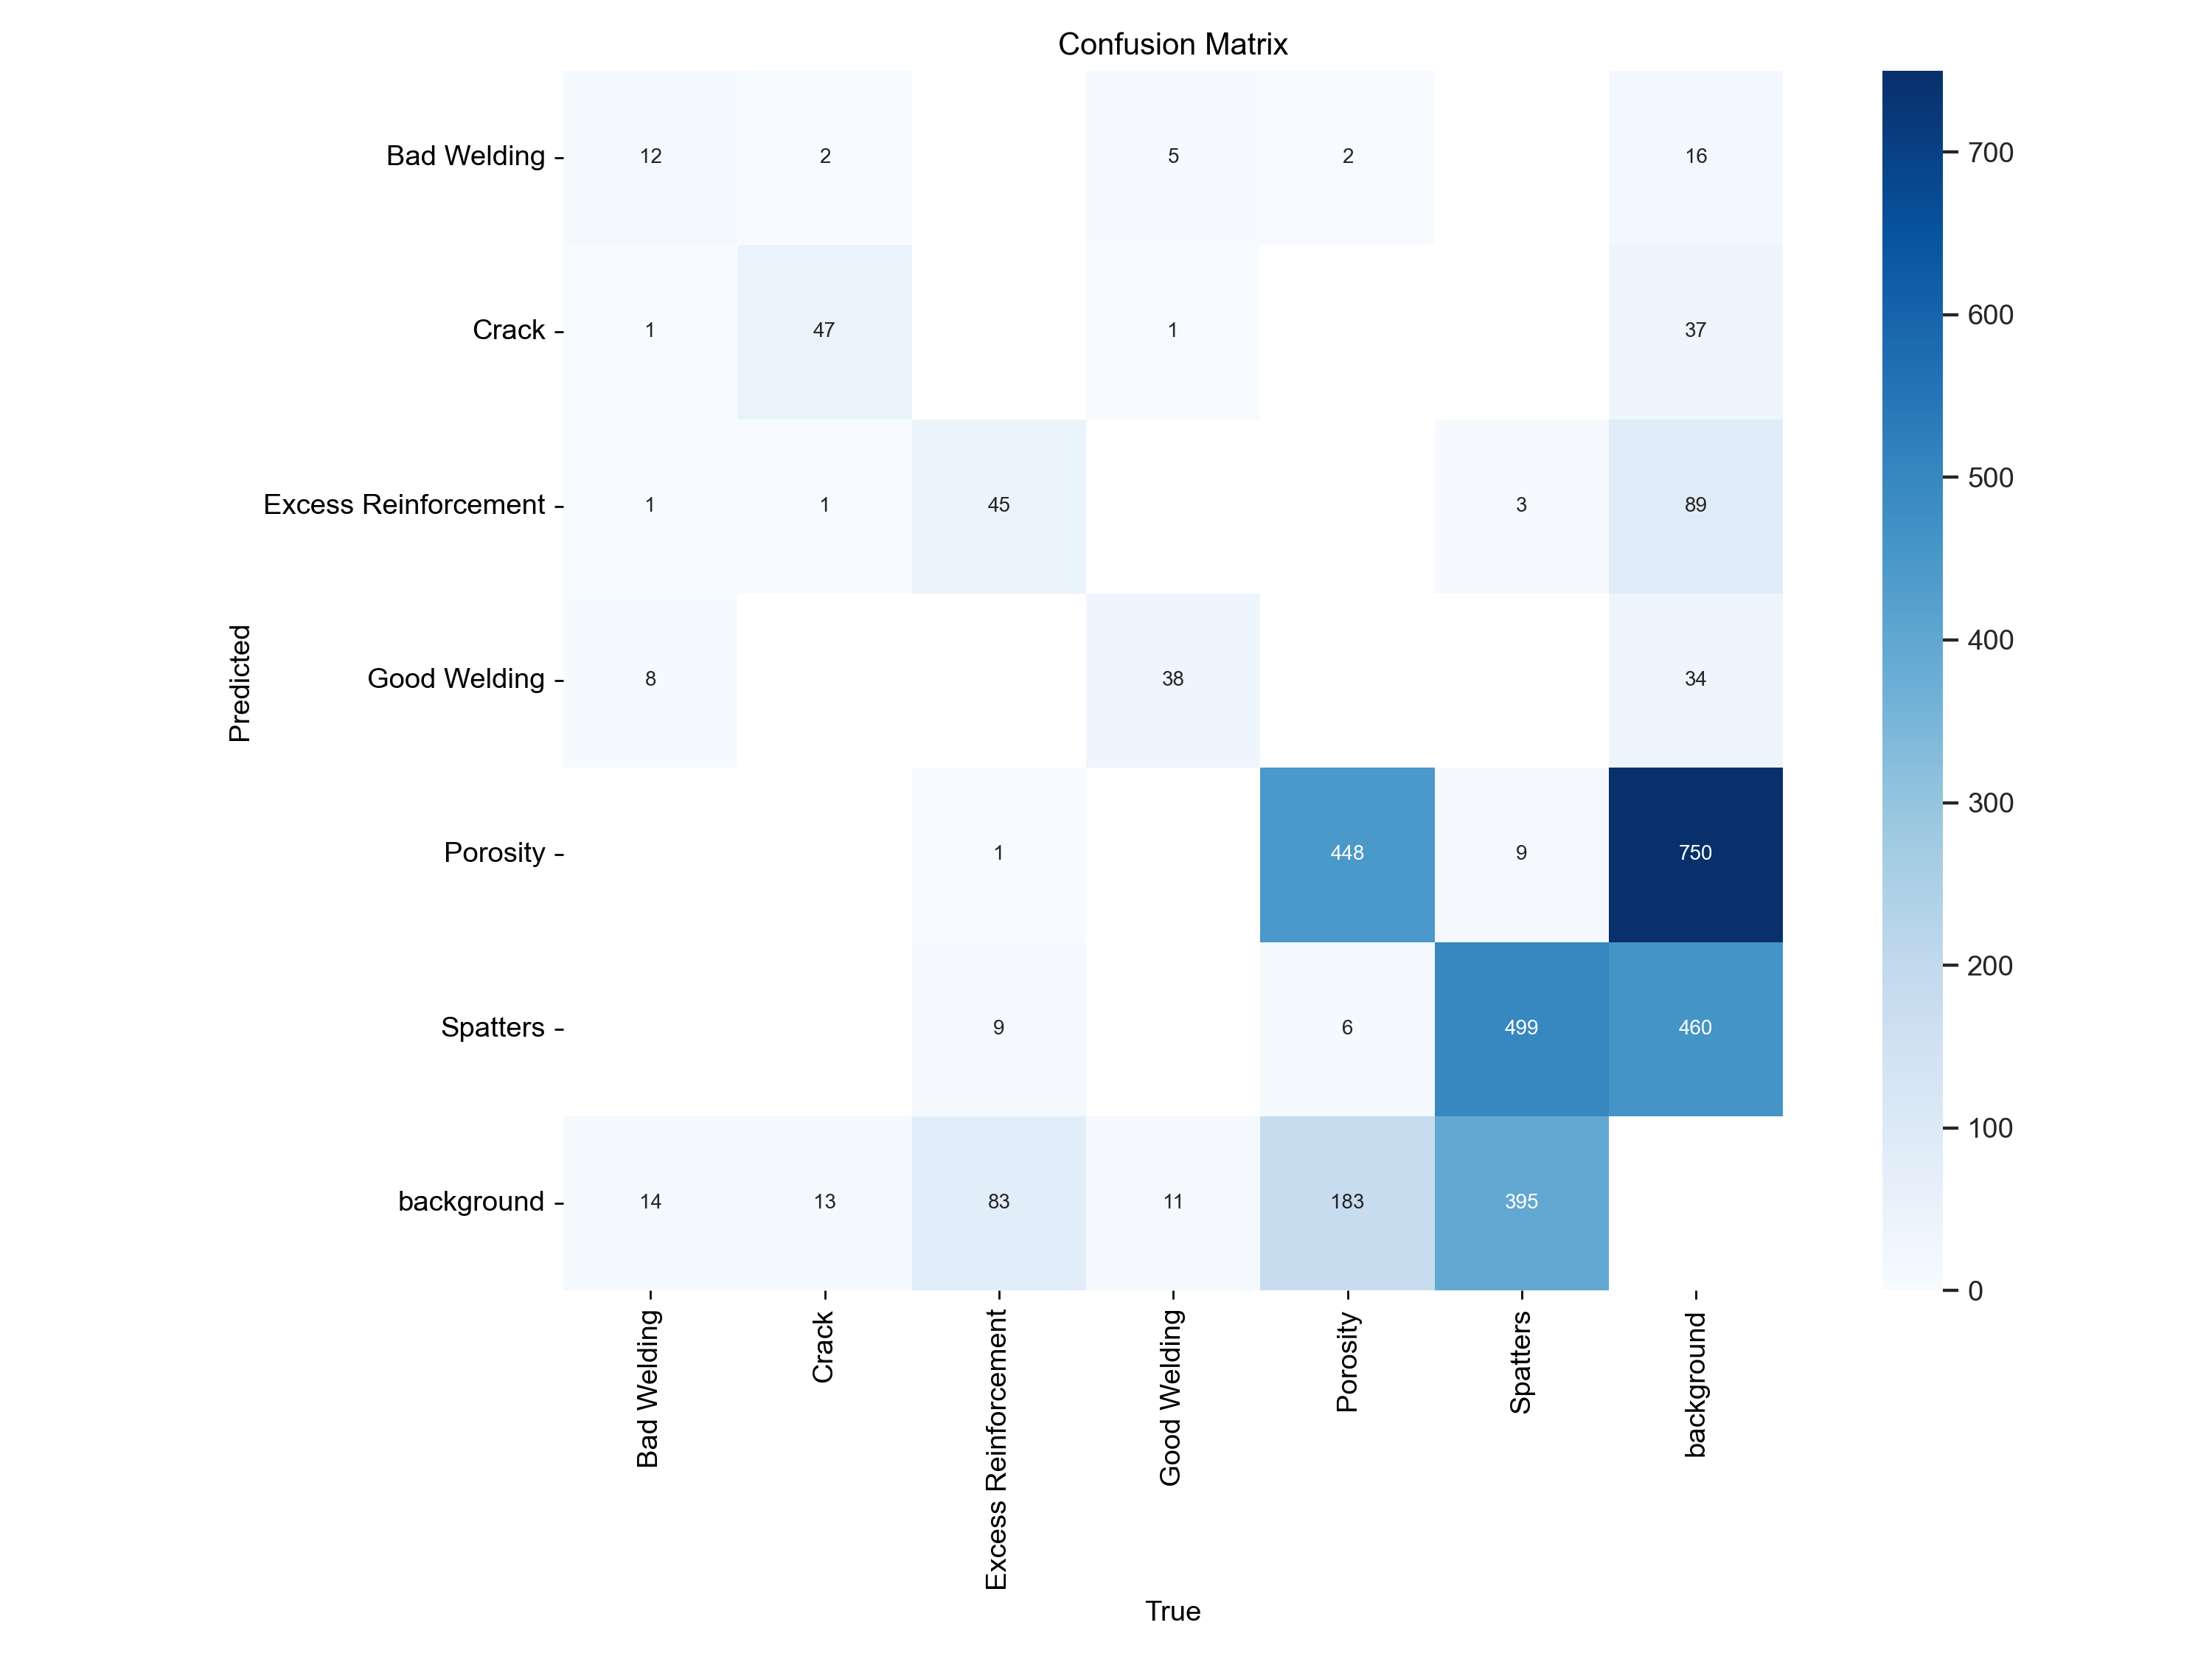 Confusion Matrix
Bad Welding 12 2 5 2 16
Crack 1 47 1 37
Excess Reinforcement 1 1 45 3 89
Good Welding 8 38 34
Porosity 1 448 9 750
Spatters 9 6 499 460
background 14 13 83 11 183 395
Predicted
Bad Welding
Crack
Excess Reinforcement
Good Welding
Porosity
Spatters
background
True
700
600
500
400
300
200
100
0